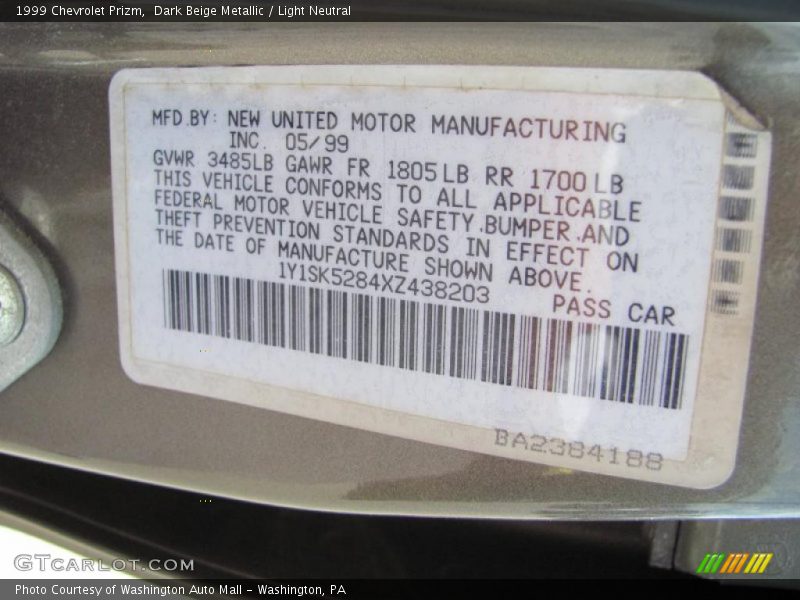 1999 Chevrolet Prizm, Dark Beige Metallic / Light Neutral
MFD.BY: NEW UNITED MOTOR MANUFACTURING
INC. 05/99
GVWR 3485LB GAWR FR 1805LB RR 1700LB
THIS VEHICLE CONFORMS TO ALL APPLICABLE
FEDERAL MOTOR VEHICLE SAFETY,BUMPER,AND
THEFT PREVENTION STANDARDS IN EFFECT ON
THE DATE OF MANUFACTURE SHOWN ABOVE.
1Y1SK5284XZ438203
PASS CAR
BA2384188
GTCARLOT.COM
Photo Courtesy of Washington Auto Mall - Washington, PA